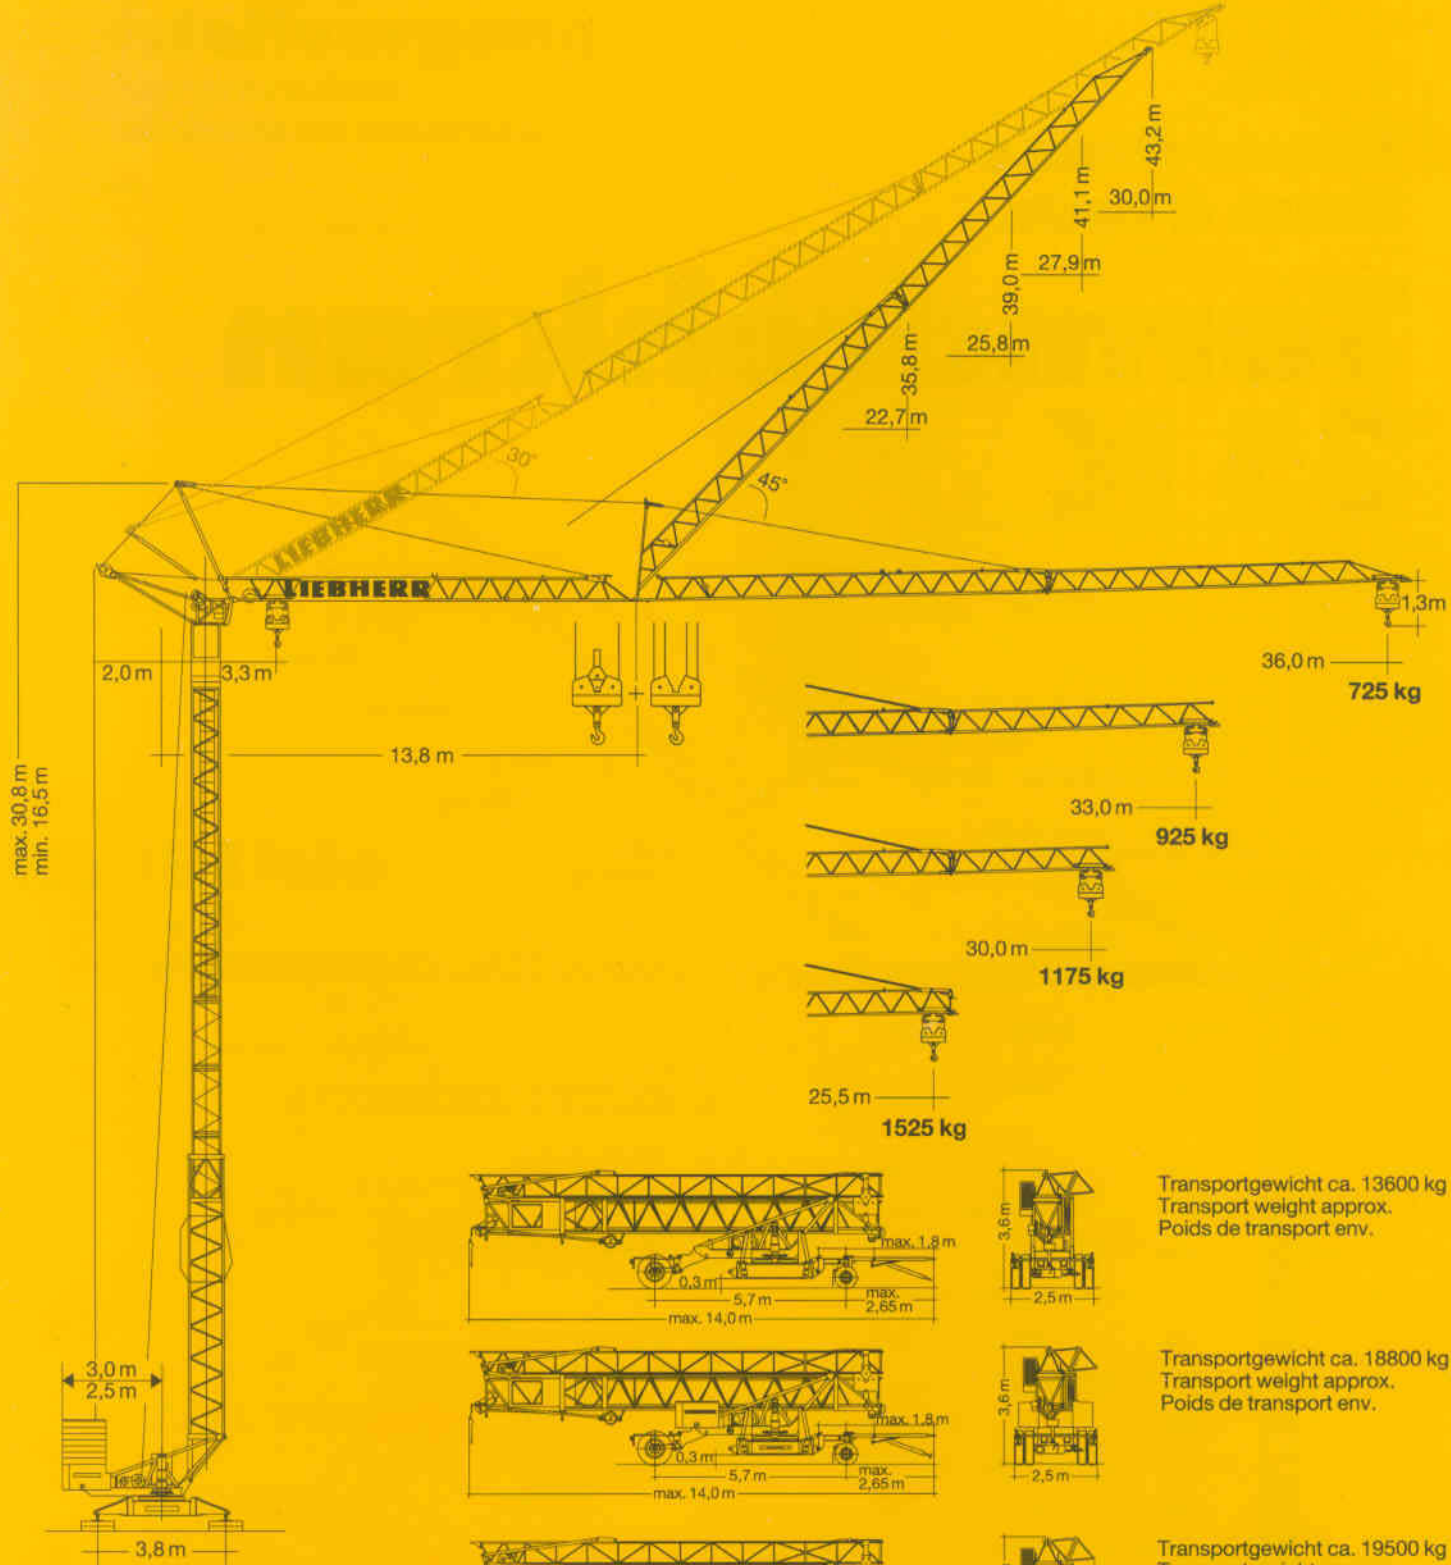 43,2 m
30,0 m
41,1 m
27,9 m
39,0 m
25,8 m
35,8 m
22,7 m
30°
45°
LIEBHERR
LIEBHERR
1,3 m
2,0 m
3,3 m
36,0 m
725 kg
13,8 m
max. 30,8 m
min. 16,5 m
33,0 m
925 kg
30,0 m
1175 kg
25,5 m
1525 kg
Transportgewicht ca. 13600 kg
Transport weight approx.
Poids de transport env.
3,6 m
max. 1,8 m
0,3 m
5,7 m
max.
2,65 m
max. 14,0 m
2,5 m
3,0 m
2,5 m
Transportgewicht ca. 18800 kg
Transport weight approx.
Poids de transport env.
3,6 m
max. 1,8 m
0,3 m
5,7 m
max.
2,65 m
max. 14,0 m
2,5 m
3,8 m
Transportgewicht ca. 19500 kg